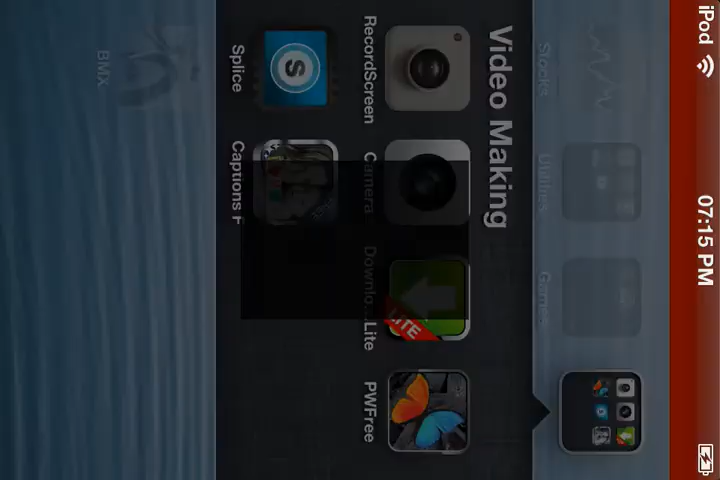 iPod 07:15 PM
Stocks Utilities Games
Video Making
RecordScreen Camera Downlo...Lite PWFree
LITE
Splice Captions
S
BMX